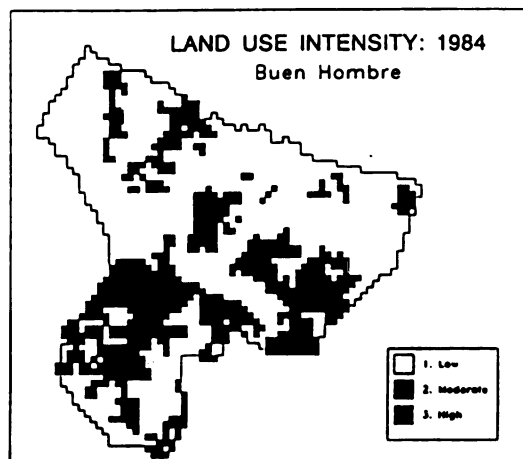 LAND USE INTENSITY: 1984
Buen Hombre
1. Low
2. Moderate
3. High